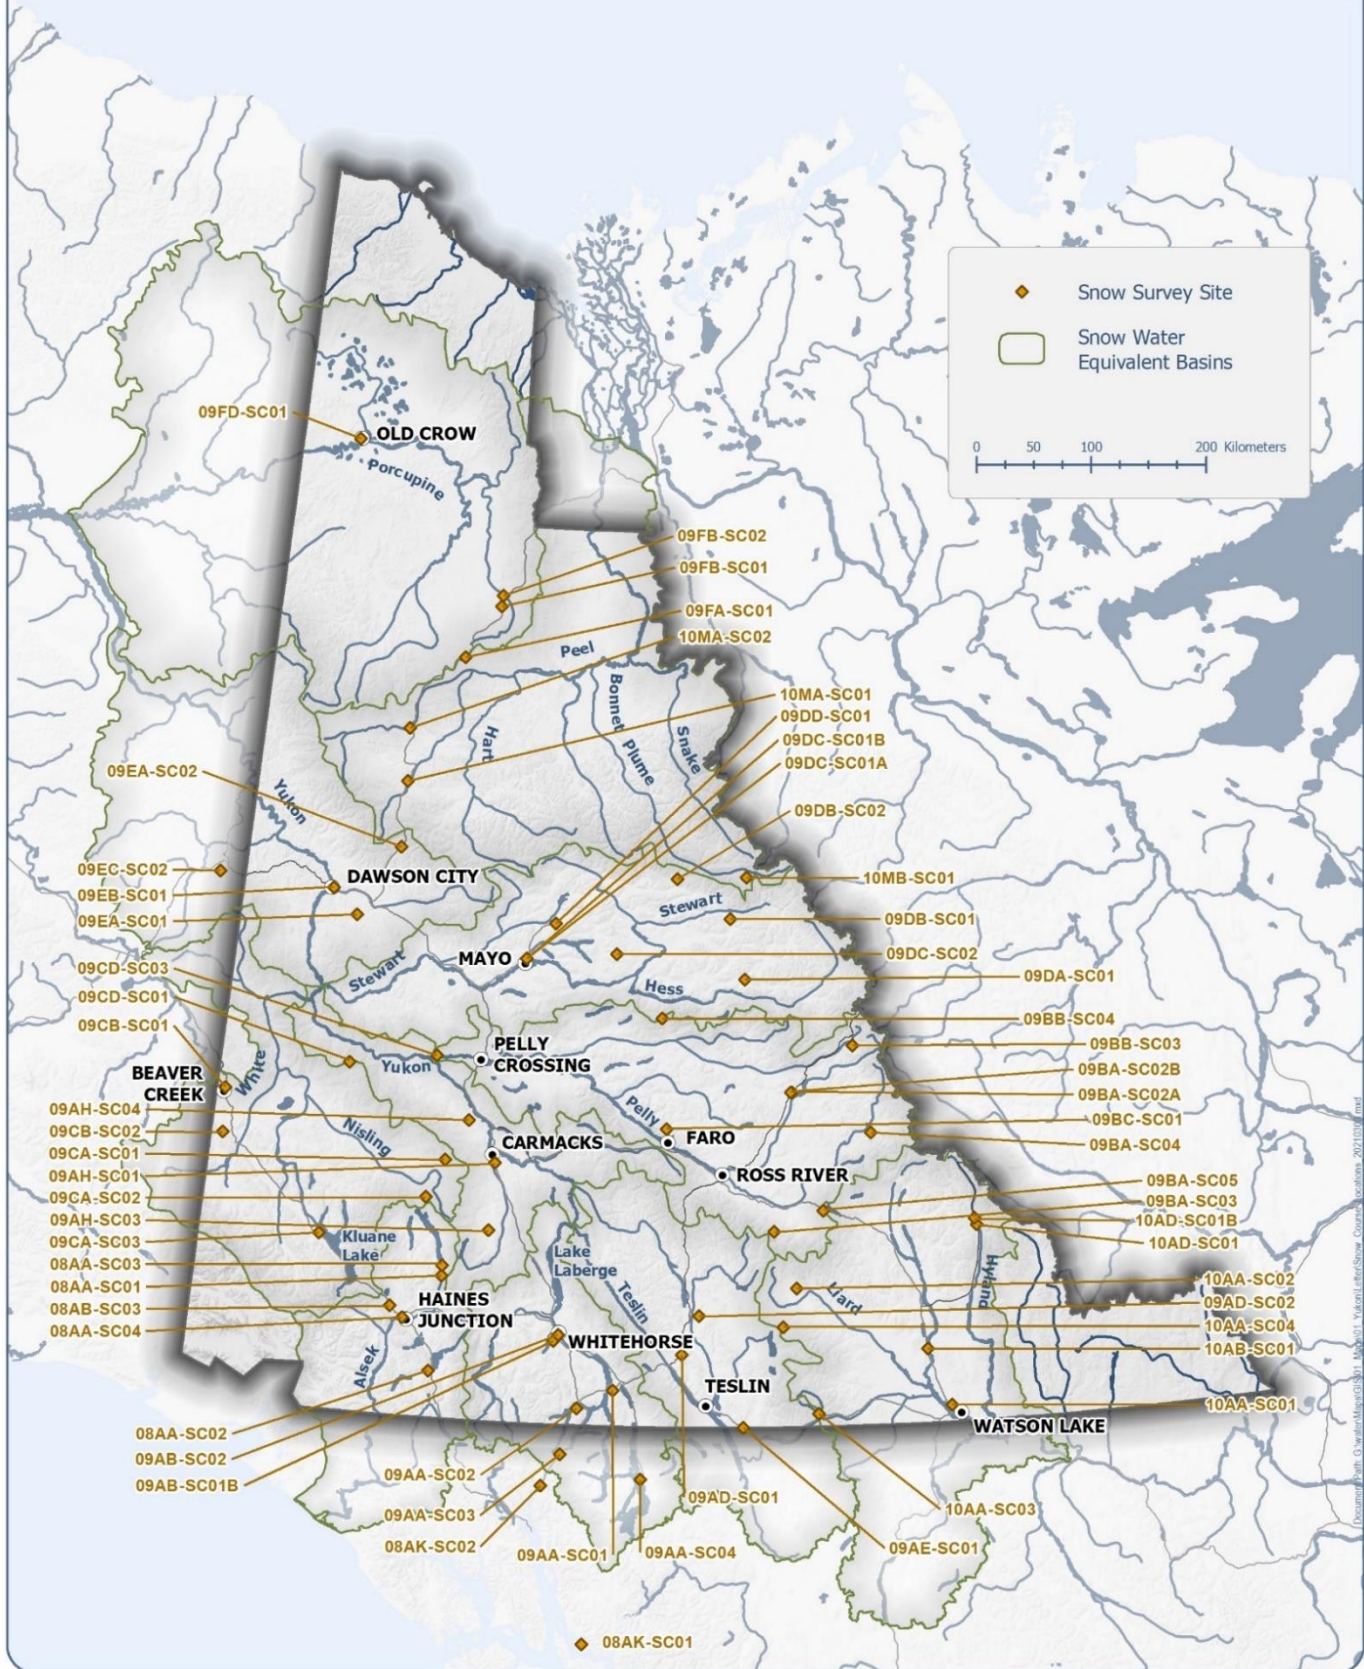 Snow Survey Site
Snow Water
Equivalent Basins
0 50 100 200 Kilometers
09FD-SC01
OLD CROW
Porcupine
09FB-SC02
09FB-SC01
09FA-SC01
10MA-SC02
Peel
Bonnet
Plume
Snake
Hart
10MA-SC01
09DD-SC01
09DC-SC01B
09DC-SC01A
09DB-SC02
09EA-SC02
Yukon
09EC-SC02
09EB-SC01
09EA-SC01
DAWSON CITY
10MB-SC01
Stewart
09DB-SC01
MAYO
09DC-SC02
Stewart
09CD-SC03
09CD-SC01
09CB-SC01
Hess
09DA-SC01
09BB-SC04
PELLY
CROSSING
09BB-SC03
Yukon
White
BEAVER
CREEK
09BA-SC02B
09BA-SC02A
09AH-SC04
Pelly
09BC-SC01
09CB-SC02
Nisling
CARMACKS
FARO
09BA-SC04
09CA-SC01
09AH-SC01
ROSS RIVER
09BA-SC05
09CA-SC02
09BA-SC03
09AH-SC03
10AD-SC01B
09CA-SC03
Kluane
Lake
10AD-SC01
Lake
Laberge
08AA-SC03
08AA-SC01
Teslin
Liard
Hyland
10AA-SC02
08AB-SC03
HAINES
JUNCTION
09AD-SC02
08AA-SC04
10AA-SC04
WHITEHORSE
10AB-SC01
Alsek
TESLIN
10AA-SC01
WATSON LAKE
08AA-SC02
09AB-SC02
09AB-SC01B
09AA-SC02
09AD-SC01
09AA-SC03
10AA-SC03
08AK-SC02
09AA-SC01
09AA-SC04
09AE-SC01
08AK-SC01